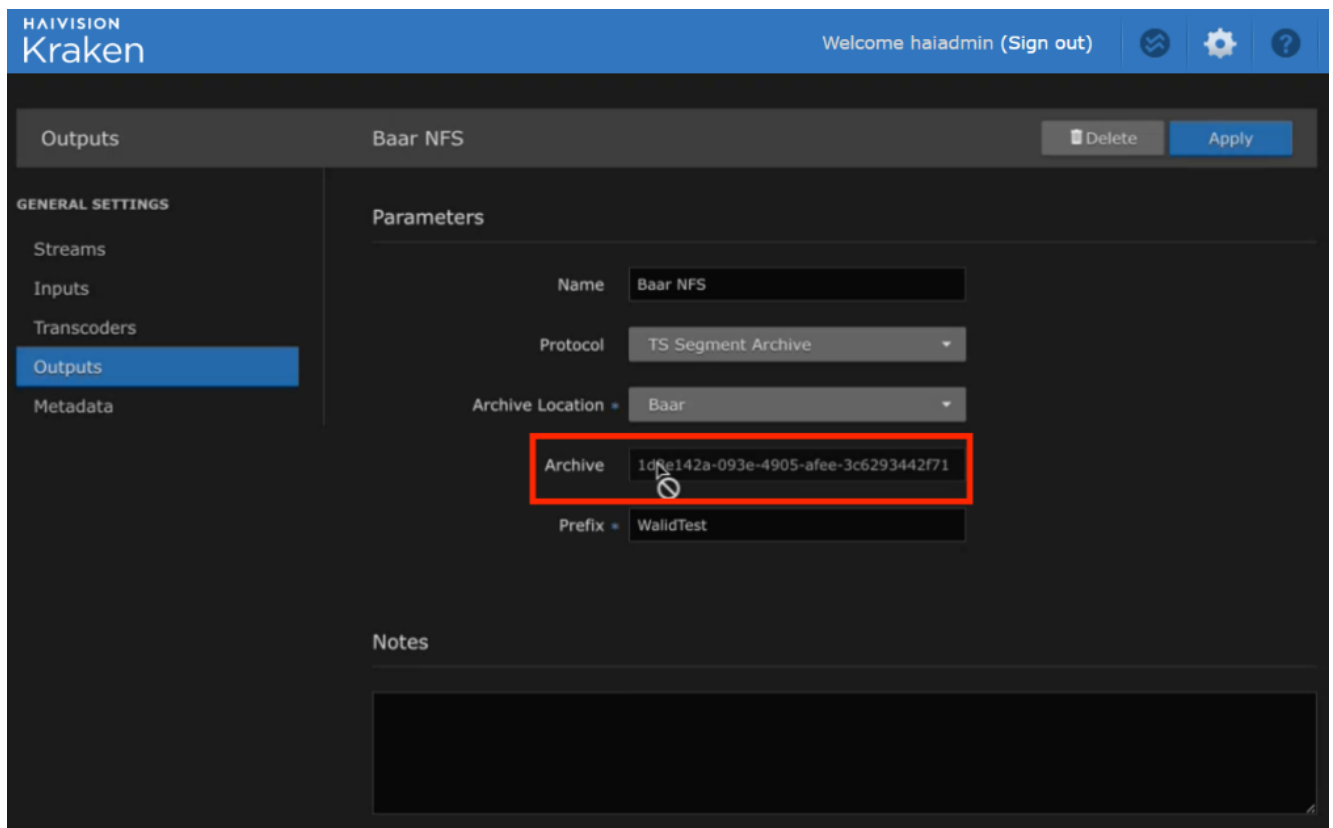 HAIVISION
Kraken
Welcome haiadmin (Sign out)
?
Outputs
Baar NFS
Delete
Apply
GENERAL SETTINGS
Streams
Inputs
Transcoders
Outputs
Metadata
Parameters
Name Baar NFS
Protocol TS Segment Archive
Archive Location Baar
Archive
Prefix WalidTest
Notes